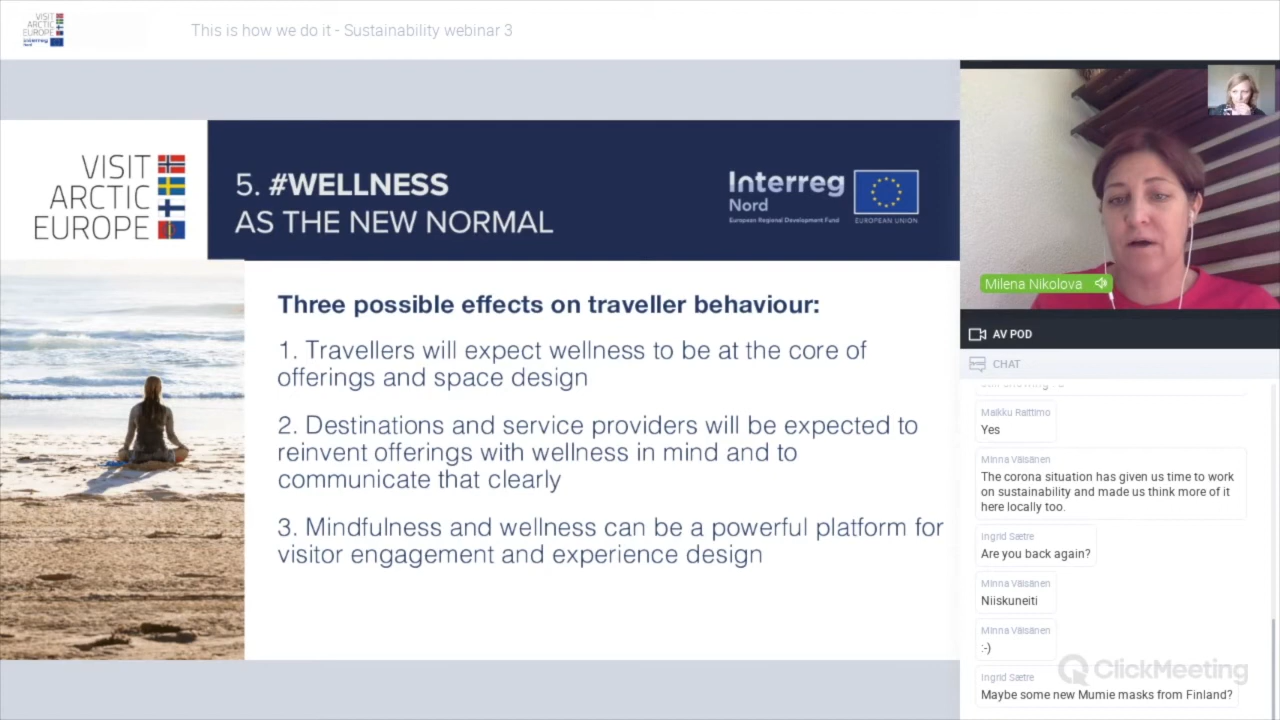 VISIT
ARCTIC
EUROPE
Interreg
Nord
This is how we do it - Sustainability webinar 3
VISIT
ARCTIC
EUROPE
5. #WELLNESS
AS THE NEW NORMAL
Interreg
Nord
European Regional Development Fund
EUROPEAN UNION
Three possible effects on traveller behaviour:
1. Travellers will expect wellness to be at the core of
offerings and space design
2. Destinations and service providers will be expected to
reinvent offerings with wellness in mind and to
communicate that clearly
3. Mindfulness and wellness can be a powerful platform for
visitor engagement and experience design
Milena Nikolova
AV POD
CHAT
Maikku Raittimo
Yes
Minna Väisänen
The corona situation has given us time to work
on sustainability and made us think more of it
here locally too.
Ingrid Sætre
Are you back again?
Minna Väisänen
Niiskuneiti
Minna Väisänen
:-)
Ingrid Sætre
Maybe some new Mumie masks from Finland?
ClickMeeting